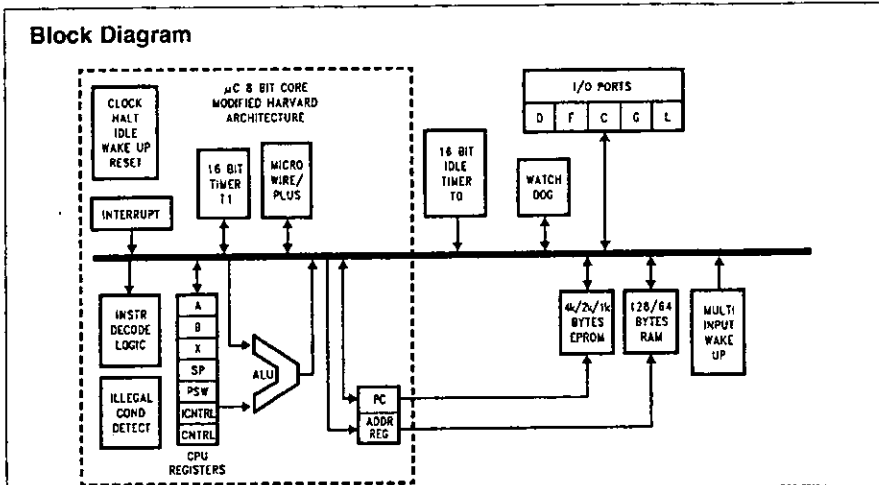 Block Diagram
CLOCK
HALT
IDLE
WAKE UP
RESET
μC 8 BIT CORE
MODIFIED HARVARD
ARCHITECTURE
I/O PORTS
D F C G L
16 BIT
TIMER
T1
MICRO
WIRE/
PLUS
16 BIT
IDLE
TIMER
T0
WATCH
DOG
INTERRUPT
INSTR
DECODE
LOGIC
A
B
X
SP
PSW
ICNTRL
CNTRL
CPU
REGISTERS
ALU
4k/2k/1k
BYTES
EPROM
128/64
BYTES
RAM
MULTI
INPUT
WAKE
UP
ILLEGAL
COND
DETECT
PC
ADDR
REG